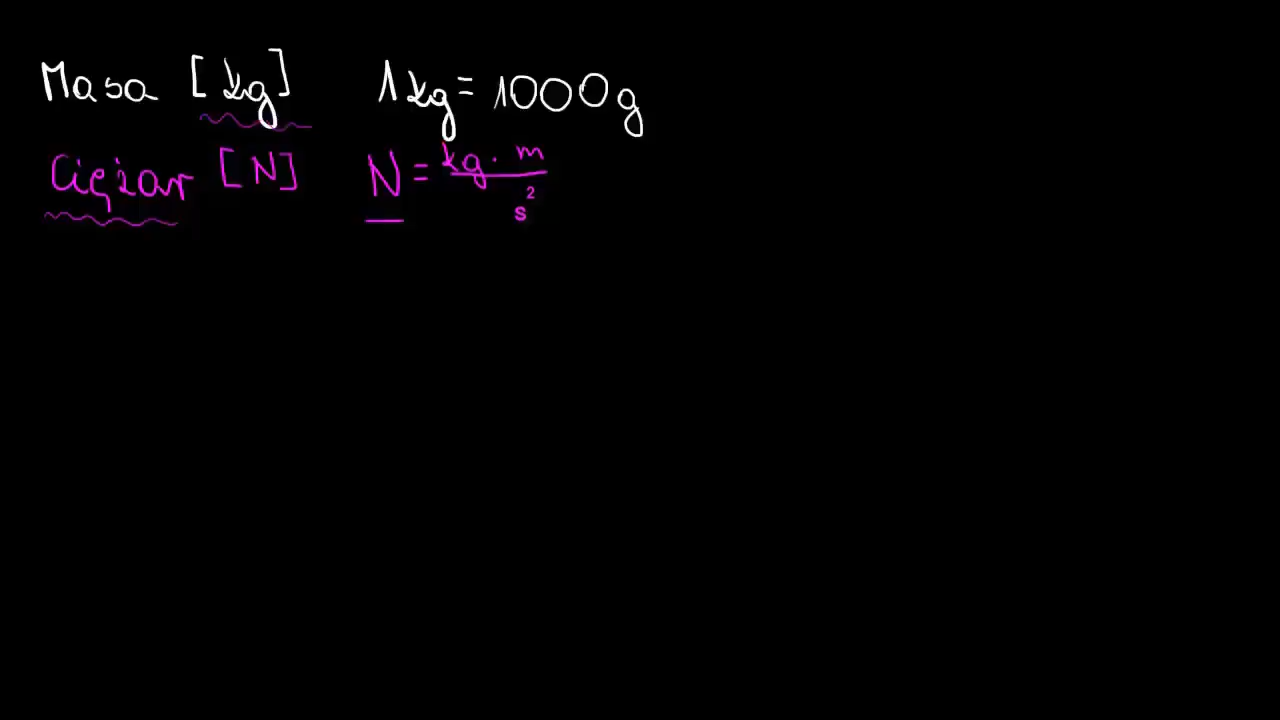 Masa [kg] 1kg = 1000g
Ciężar [N] N = kg · m / s²